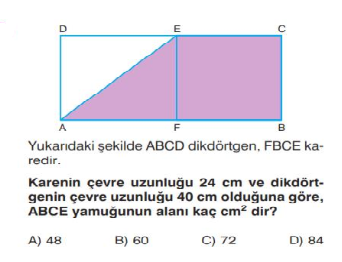 D E C
A F B
Yukarıdaki şekilde ABCD dikdörtgen, FBCE ka-
redir.
Karenin çevre uzunluğu 24 cm ve dikdört-
genin çevre uzunluğu 40 cm olduğuna göre,
ABCE yamuğunun alanı kaç cm² dir?
A) 48 B) 60 C) 72 D) 84